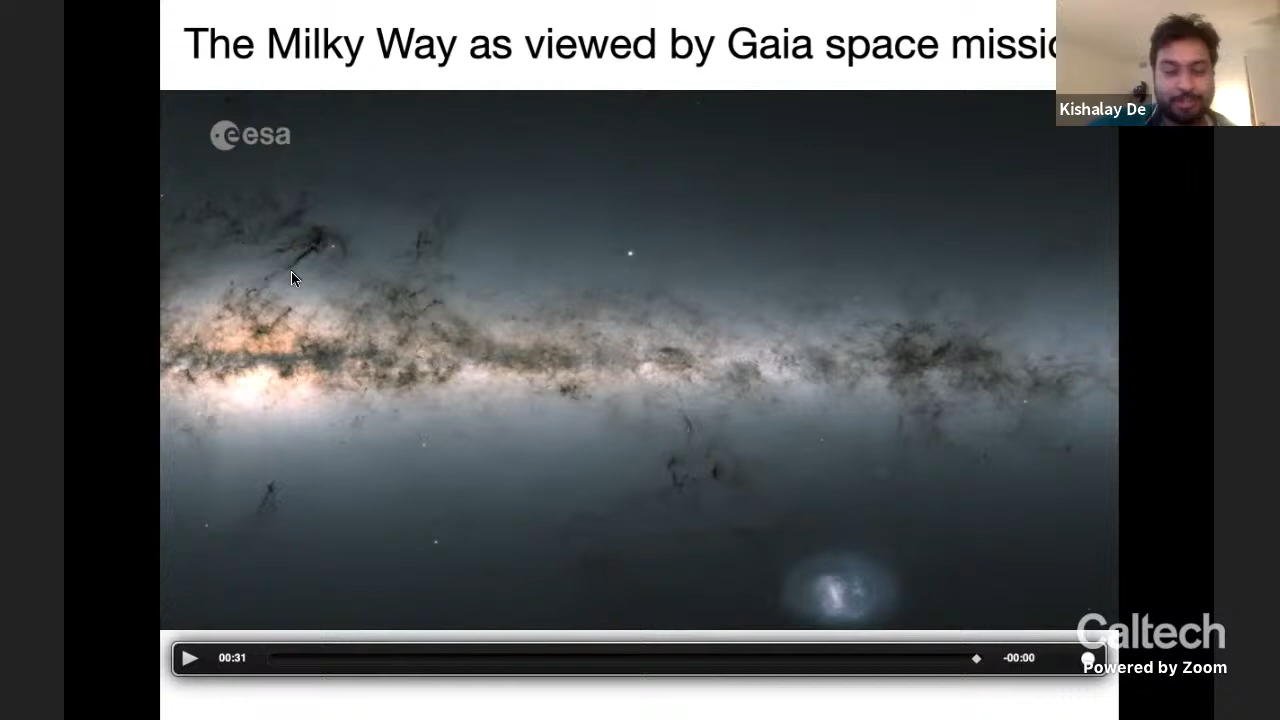 The Milky Way as viewed by Gaia space missio
Kishalay De
esa
00:31
-00:00
Caltech
Powered by Zoom